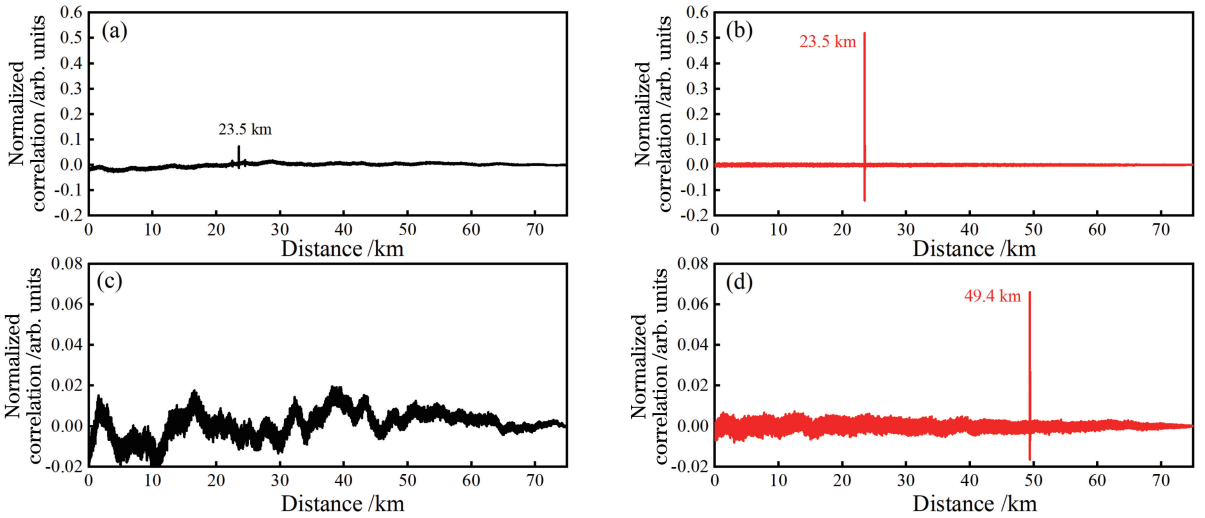 Normalized
correlation /arb. units
0.6
0.5
0.4
0.3
0.2
0.1
0.0
-0.1
-0.2
(a)
23.5 km
0 10 20 30 40 50 60 70
Distance /km
Normalized
correlation /arb. units
0.6
0.5
0.4
0.3
0.2
0.1
0.0
-0.1
-0.2
(b)
23.5 km
0 10 20 30 40 50 60 70
Distance /km
Normalized
correlation /arb. units
0.08
0.06
0.04
0.02
0.00
-0.02
(c)
0 10 20 30 40 50 60 70
Distance /km
Normalized
correlation /arb. units
0.08
0.06
0.04
0.02
0.00
-0.02
(d)
49.4 km
0 10 20 30 40 50 60 70
Distance /km